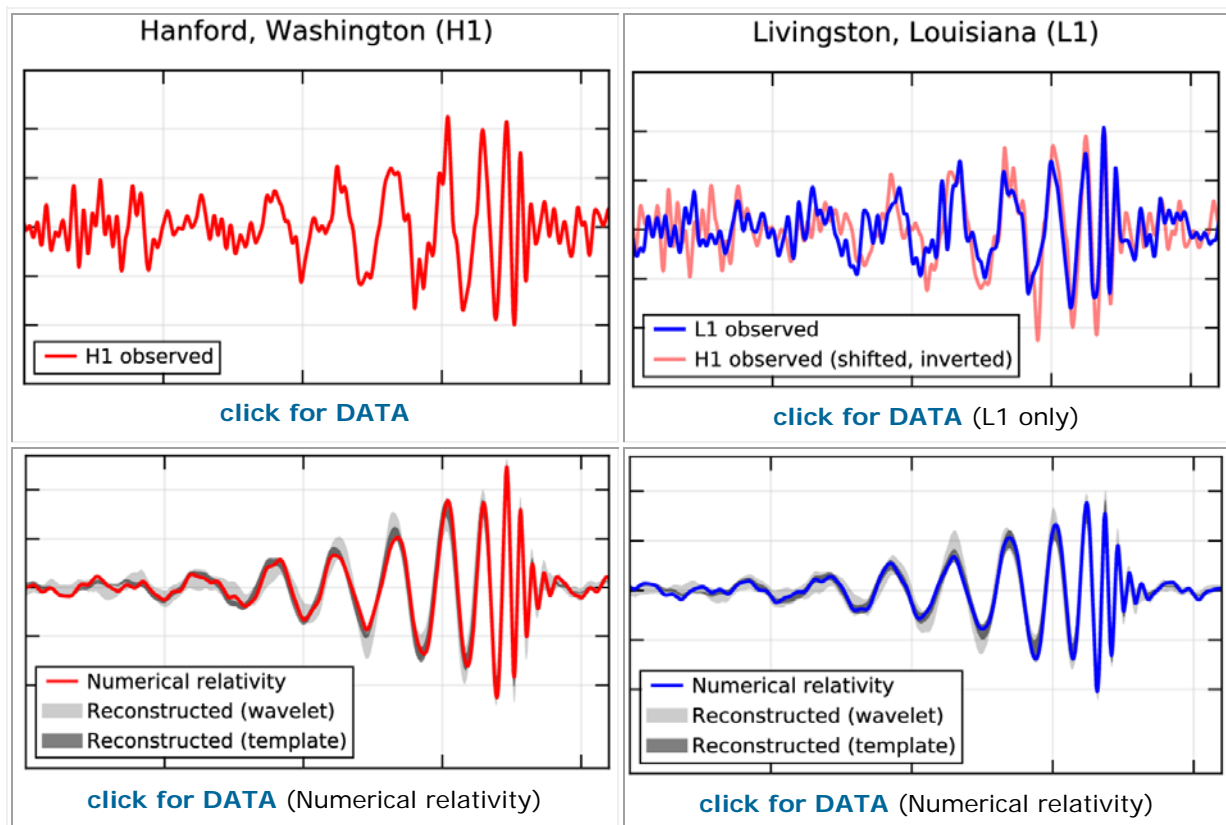 Hanford, Washington (H1)
H1 observed
click for DATA
Livingston, Louisiana (L1)
L1 observed
H1 observed (shifted, inverted)
click for DATA (L1 only)
Numerical relativity
Reconstructed (wavelet)
Reconstructed (template)
click for DATA (Numerical relativity)
Numerical relativity
Reconstructed (wavelet)
Reconstructed (template)
click for DATA (Numerical relativity)